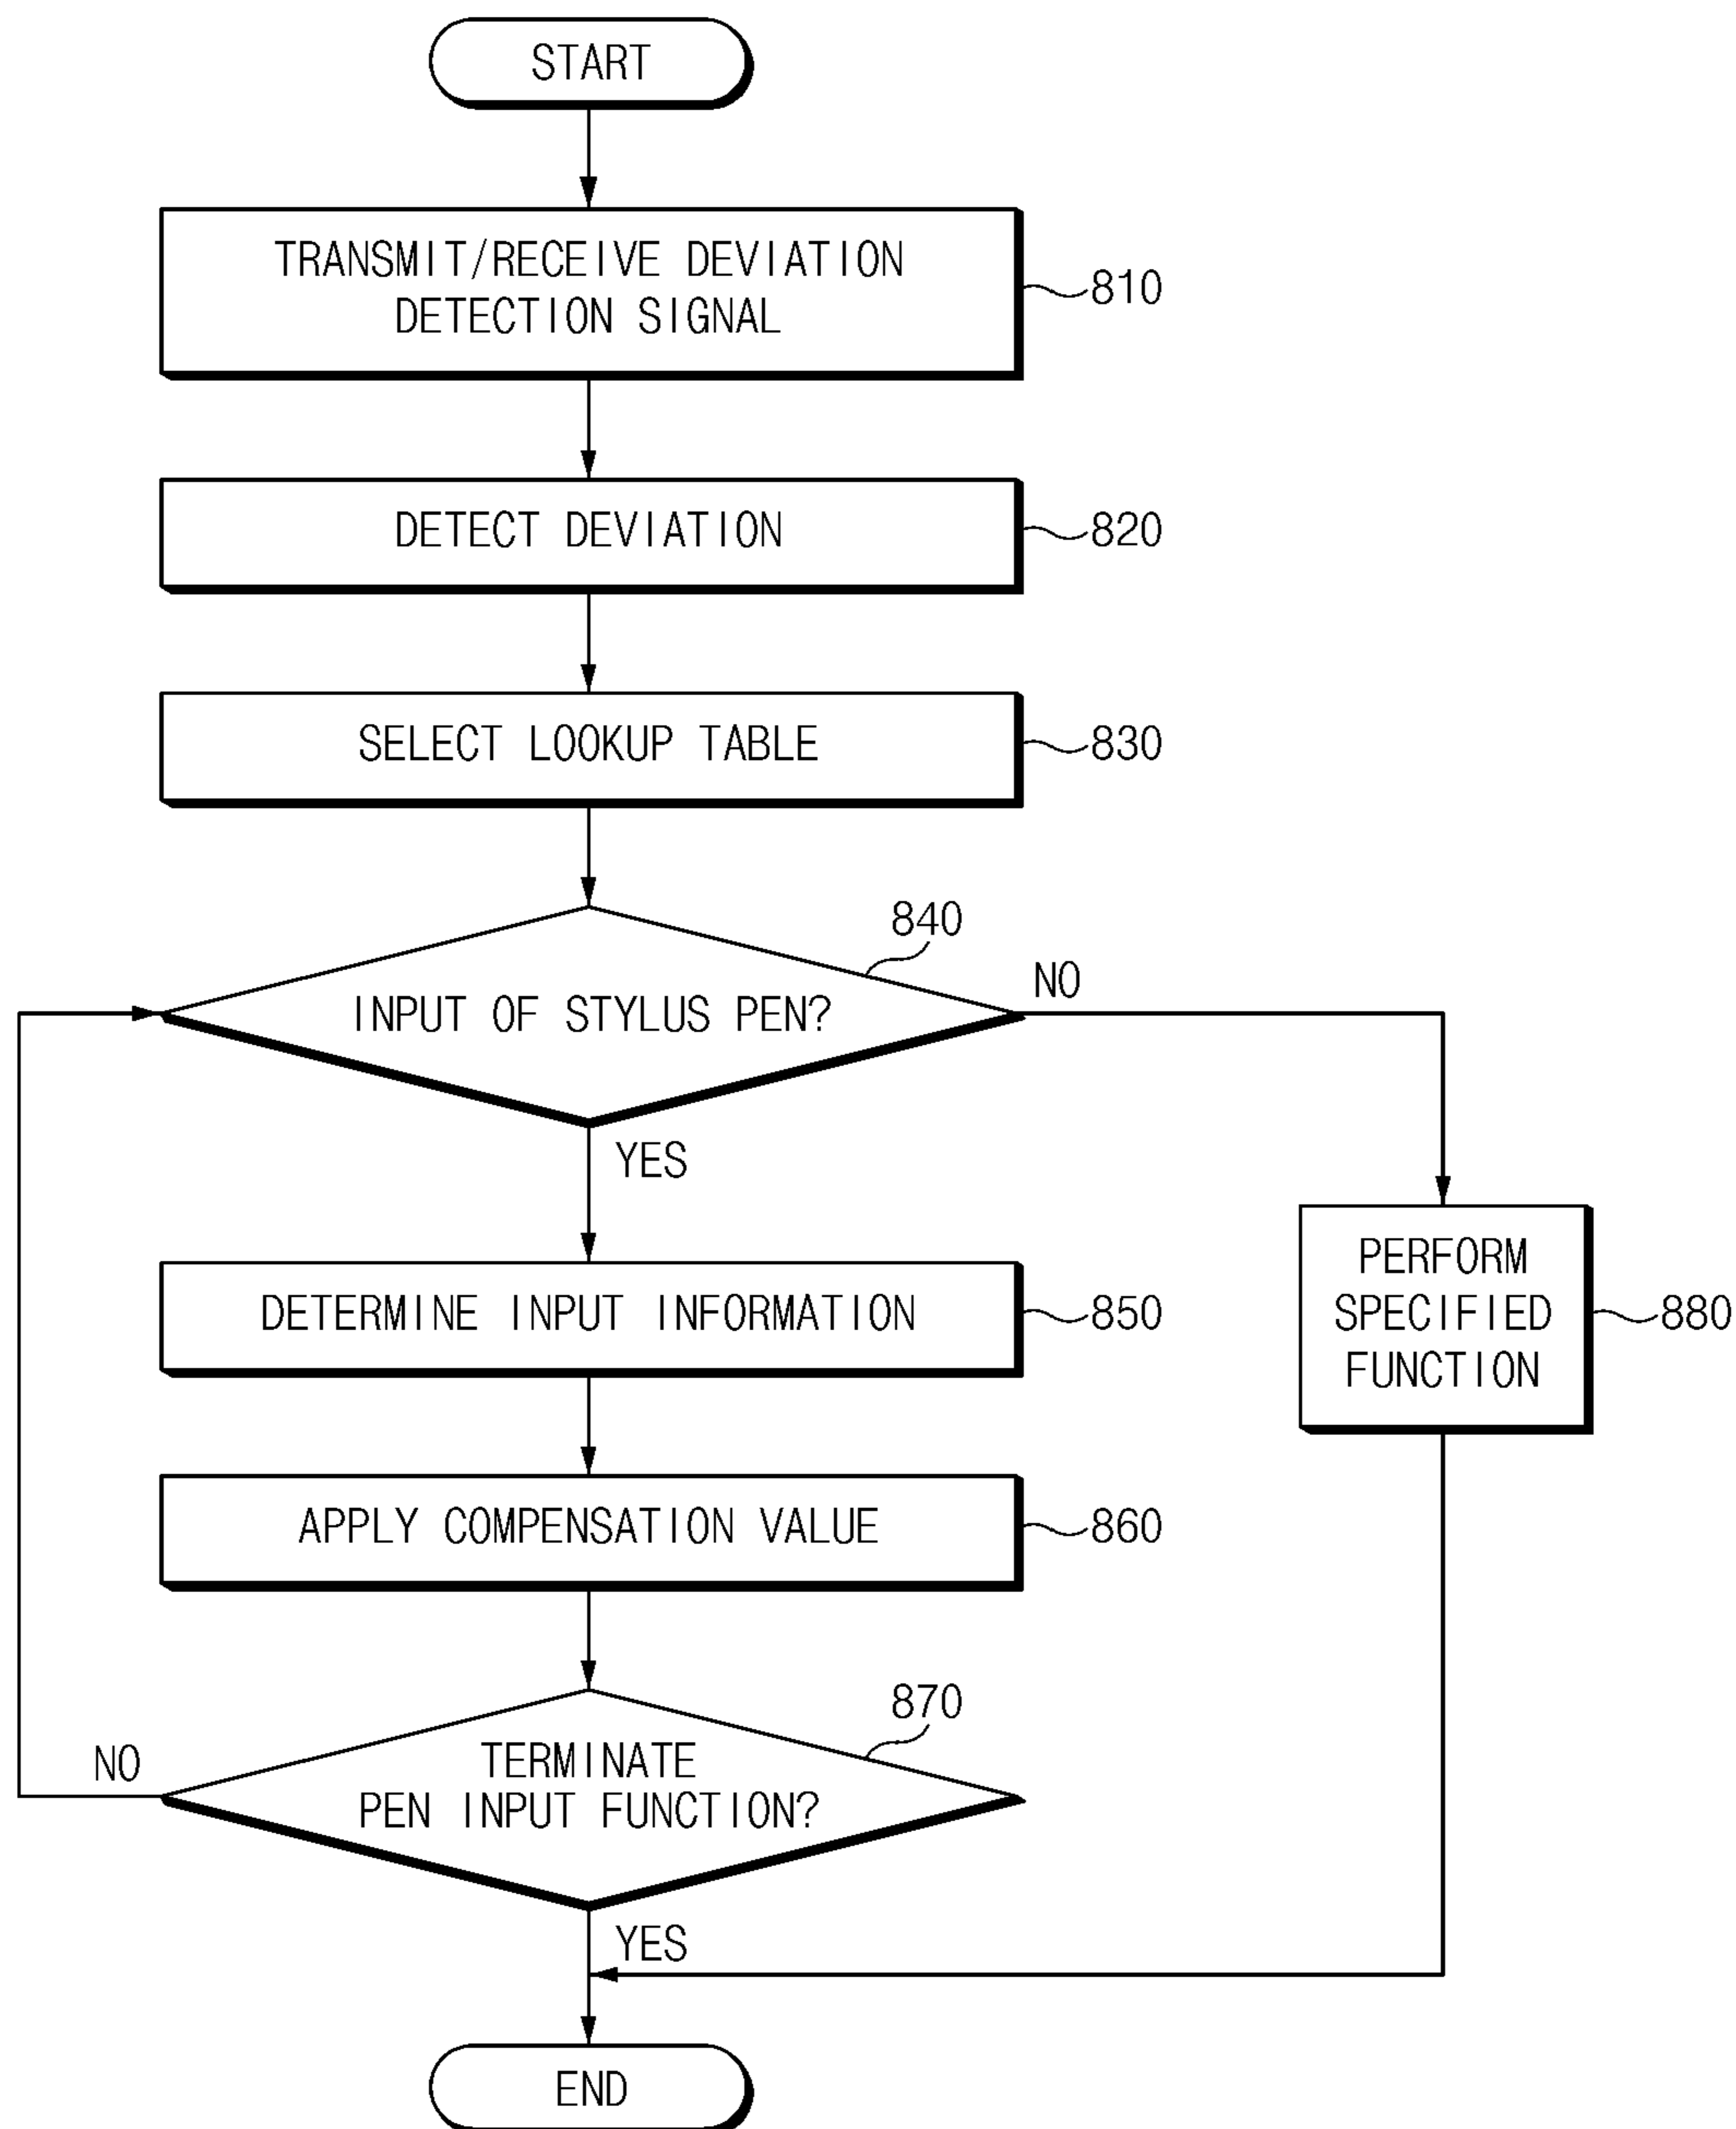 START
TRANSMIT/RECEIVE DEVIATION
DETECTION SIGNAL
810
DETECT DEVIATION
820
SELECT LOOKUP TABLE
830
840
INPUT OF STYLUS PEN?
NO
YES
DETERMINE INPUT INFORMATION
850
PERFORM
SPECIFIED
FUNCTION
880
APPLY COMPENSATION VALUE
860
870
TERMINATE
PEN INPUT FUNCTION?
NO
YES
END